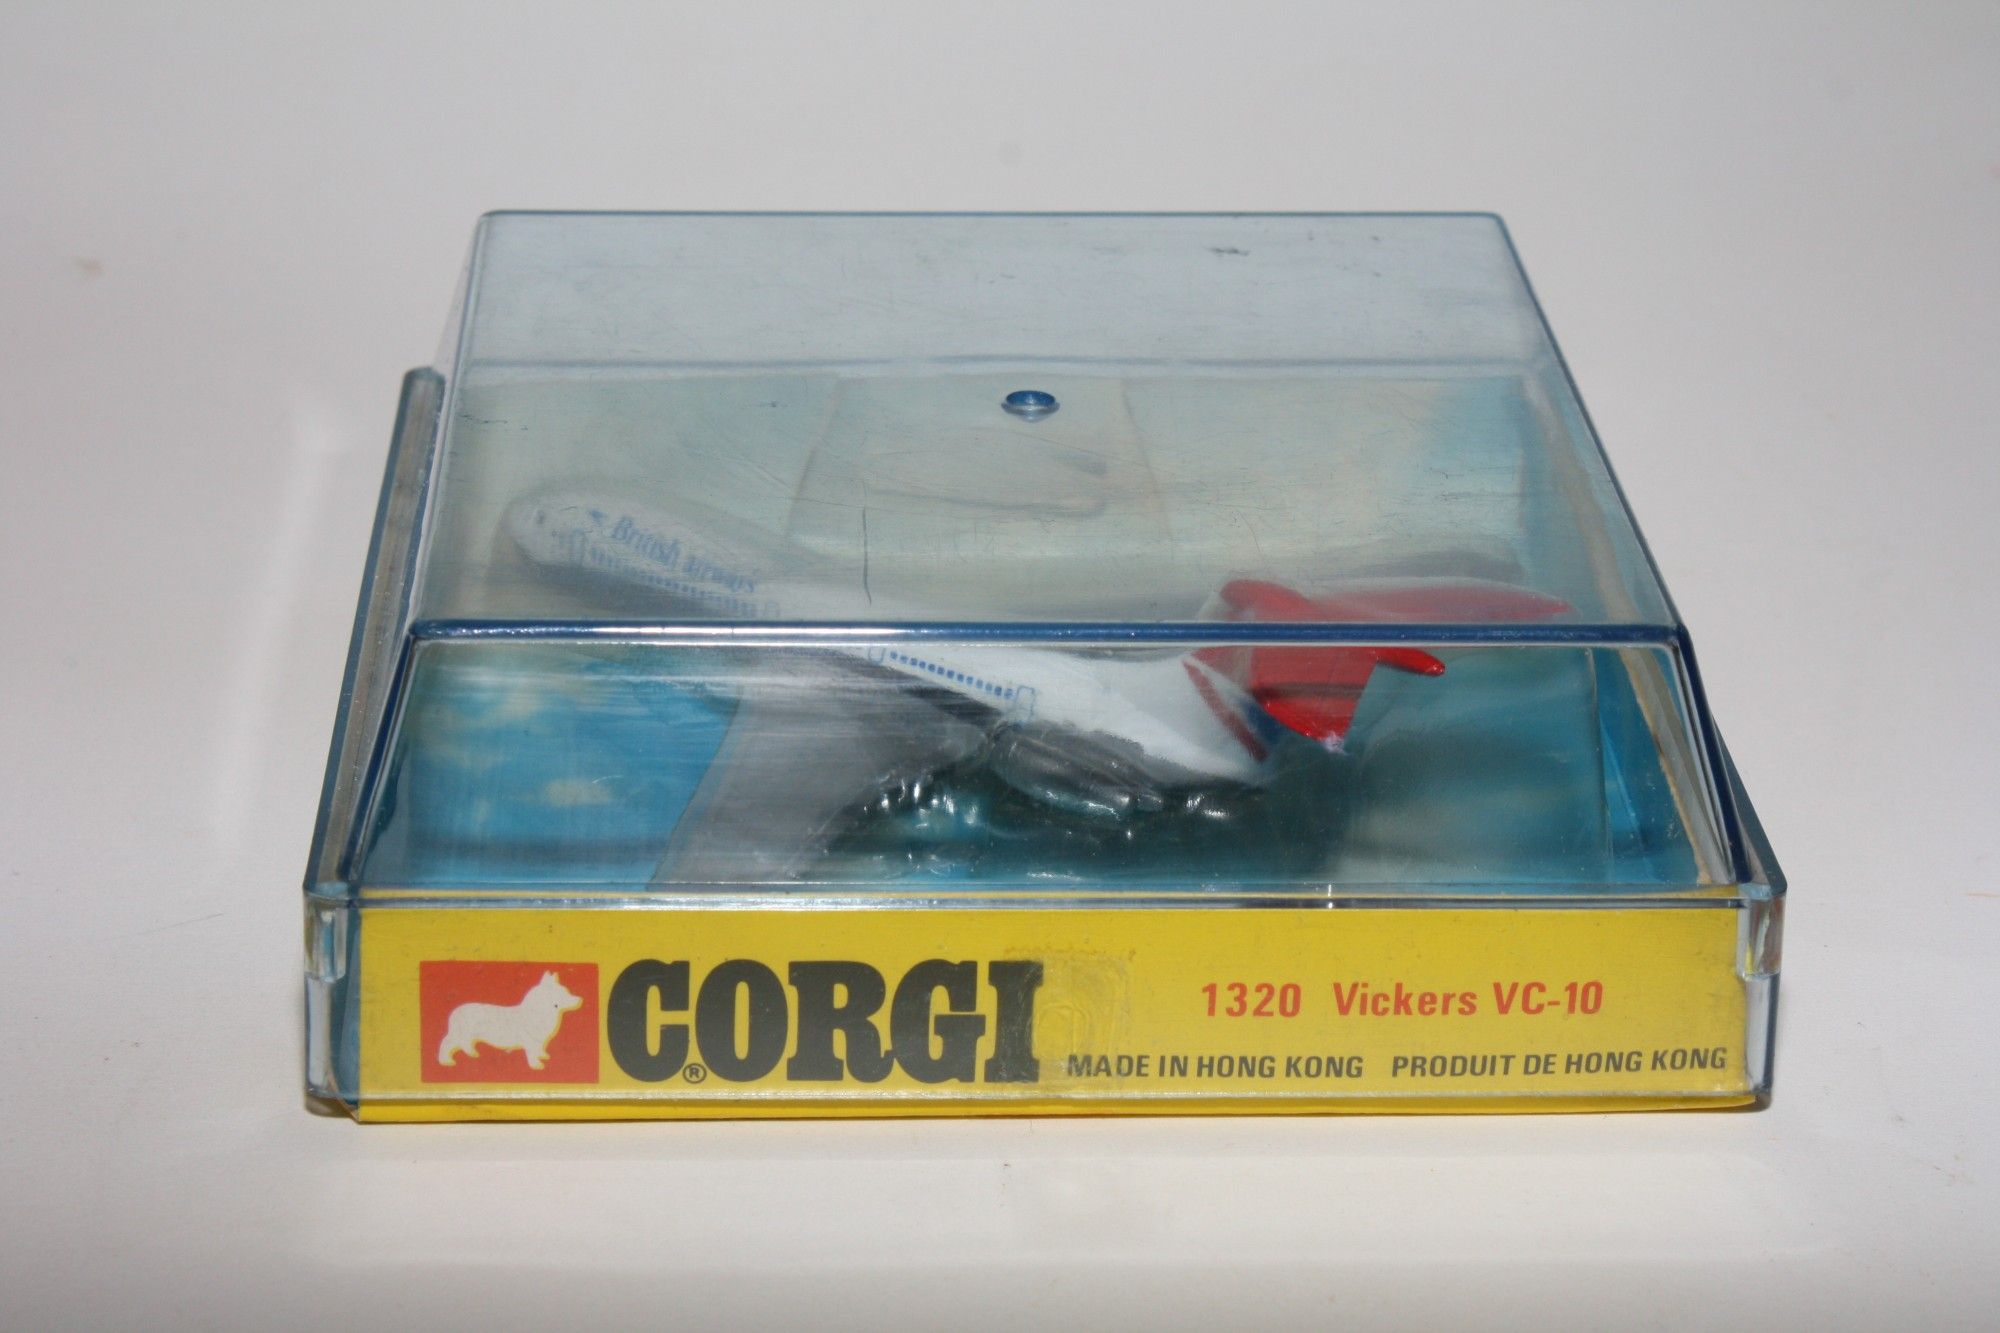 British airways
CORGI
®
1320 Vickers VC-10
MADE IN HONG KONG PRODUIT DE HONG KONG